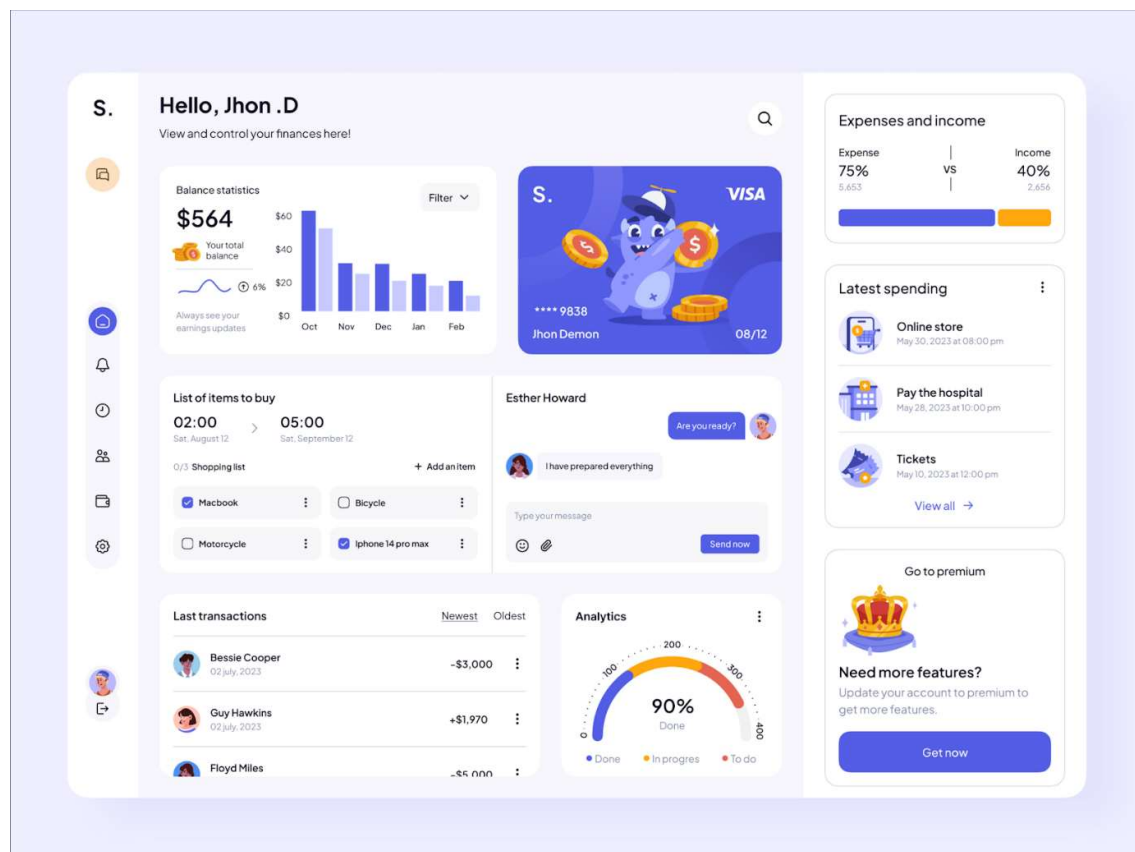 S.
Hello, Jhon .D
View and control your finances here!
Balance statistics
Filter
$564
Your total
balance
6%
Always see your
earnings updates
$60
$40
$20
$0
Oct Nov Dec Jan Feb
S.
VISA
$
$
**** 9838
Jhon Demon
08/12
List of items to buy
02:00 > 05:00
Sat, August 12 Sat, September 12
0/3 Shopping list + Add an item
Macbook
Bicycle
Motorcycle
Iphone 14 pro max
Esther Howard
Are you ready?
I have prepared everything
Type your message
Send now
Last transactions
Newest Oldest
Bessie Cooper
02 july, 2023
-$3,000
Guy Hawkins
02 july, 2023
+$1,970
Floyd Miles
-$5,000
Analytics
0
100
200
300
400
90%
Done
Done In progres To do
Expenses and income
Expense Income
75% VS 40%
5,653 2,656
Latest spending
Online store
May 30, 2023 at 08:00 pm
Pay the hospital
May 28, 2023 at 10:00 pm
Tickets
May 10, 2023 at 12:00 pm
View all →
Go to premium
Need more features?
Update your account to premium to
get more features.
Get now